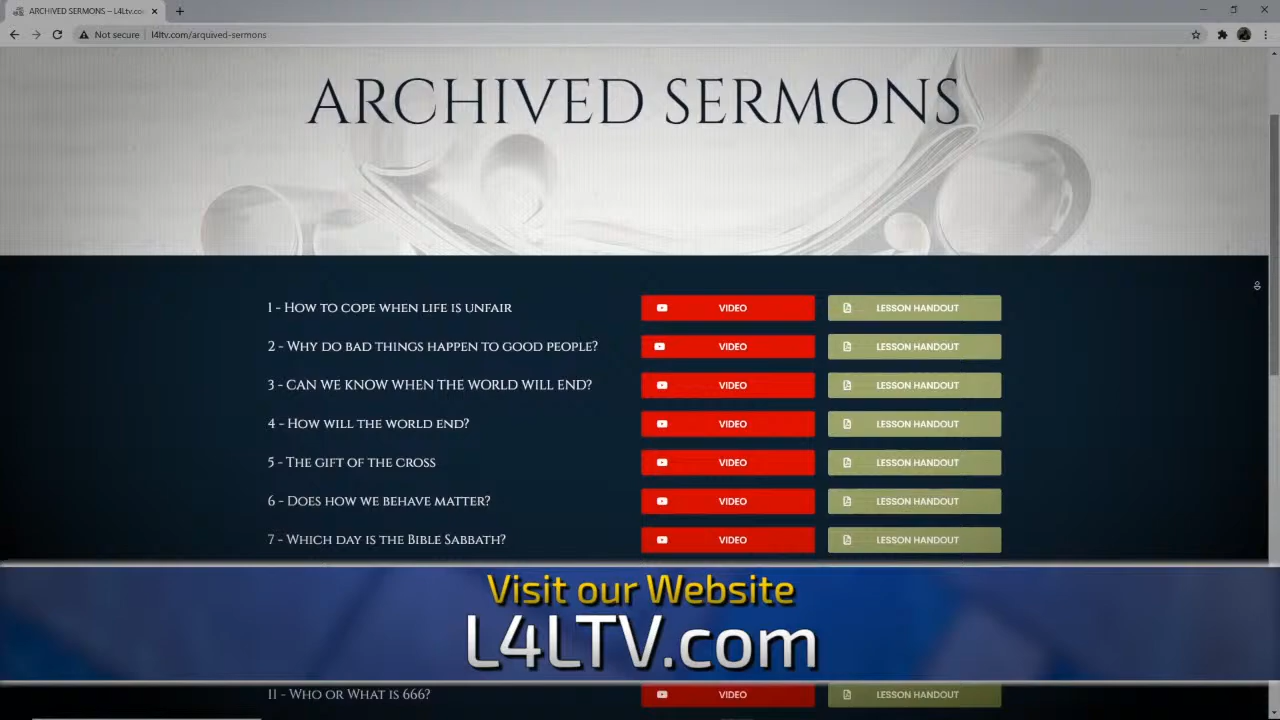 ARCHIVED SERMONS – L4Ltv.co
Not secure
l4ltv.com/arquived-sermons
ARCHIVED SERMONS
1 - How to cope when life is unfair
VIDEO
LESSON HANDOUT
2 - Why do bad things happen to good people?
VIDEO
LESSON HANDOUT
3 - CAN WE KNOW WHEN THE WORLD WILL END?
VIDEO
LESSON HANDOUT
4 - How will the world end?
VIDEO
LESSON HANDOUT
5 - The gift of the cross
VIDEO
LESSON HANDOUT
6 - Does how we behave matter?
VIDEO
LESSON HANDOUT
7 - Which day is the Bible Sabbath?
VIDEO
LESSON HANDOUT
Visit our Website
L4LTV.com
11 - Who or What is 666?
VIDEO
LESSON HANDOUT